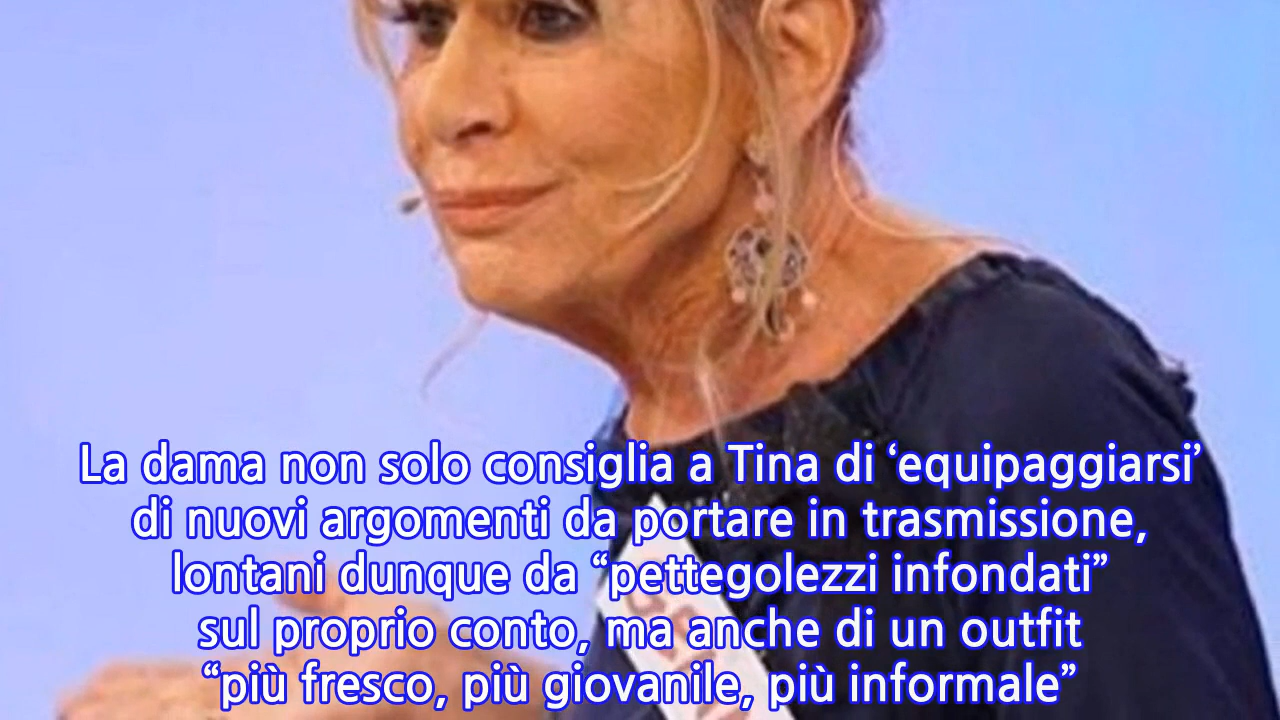 La dama non solo consiglia a Tina di ‘equipaggiarsi’
di nuovi argomenti da portare in trasmissione,
lontani dunque da “pettegolezzi infondati”
sul proprio conto, ma anche di un outfit
“più fresco, più giovanile, più informale”